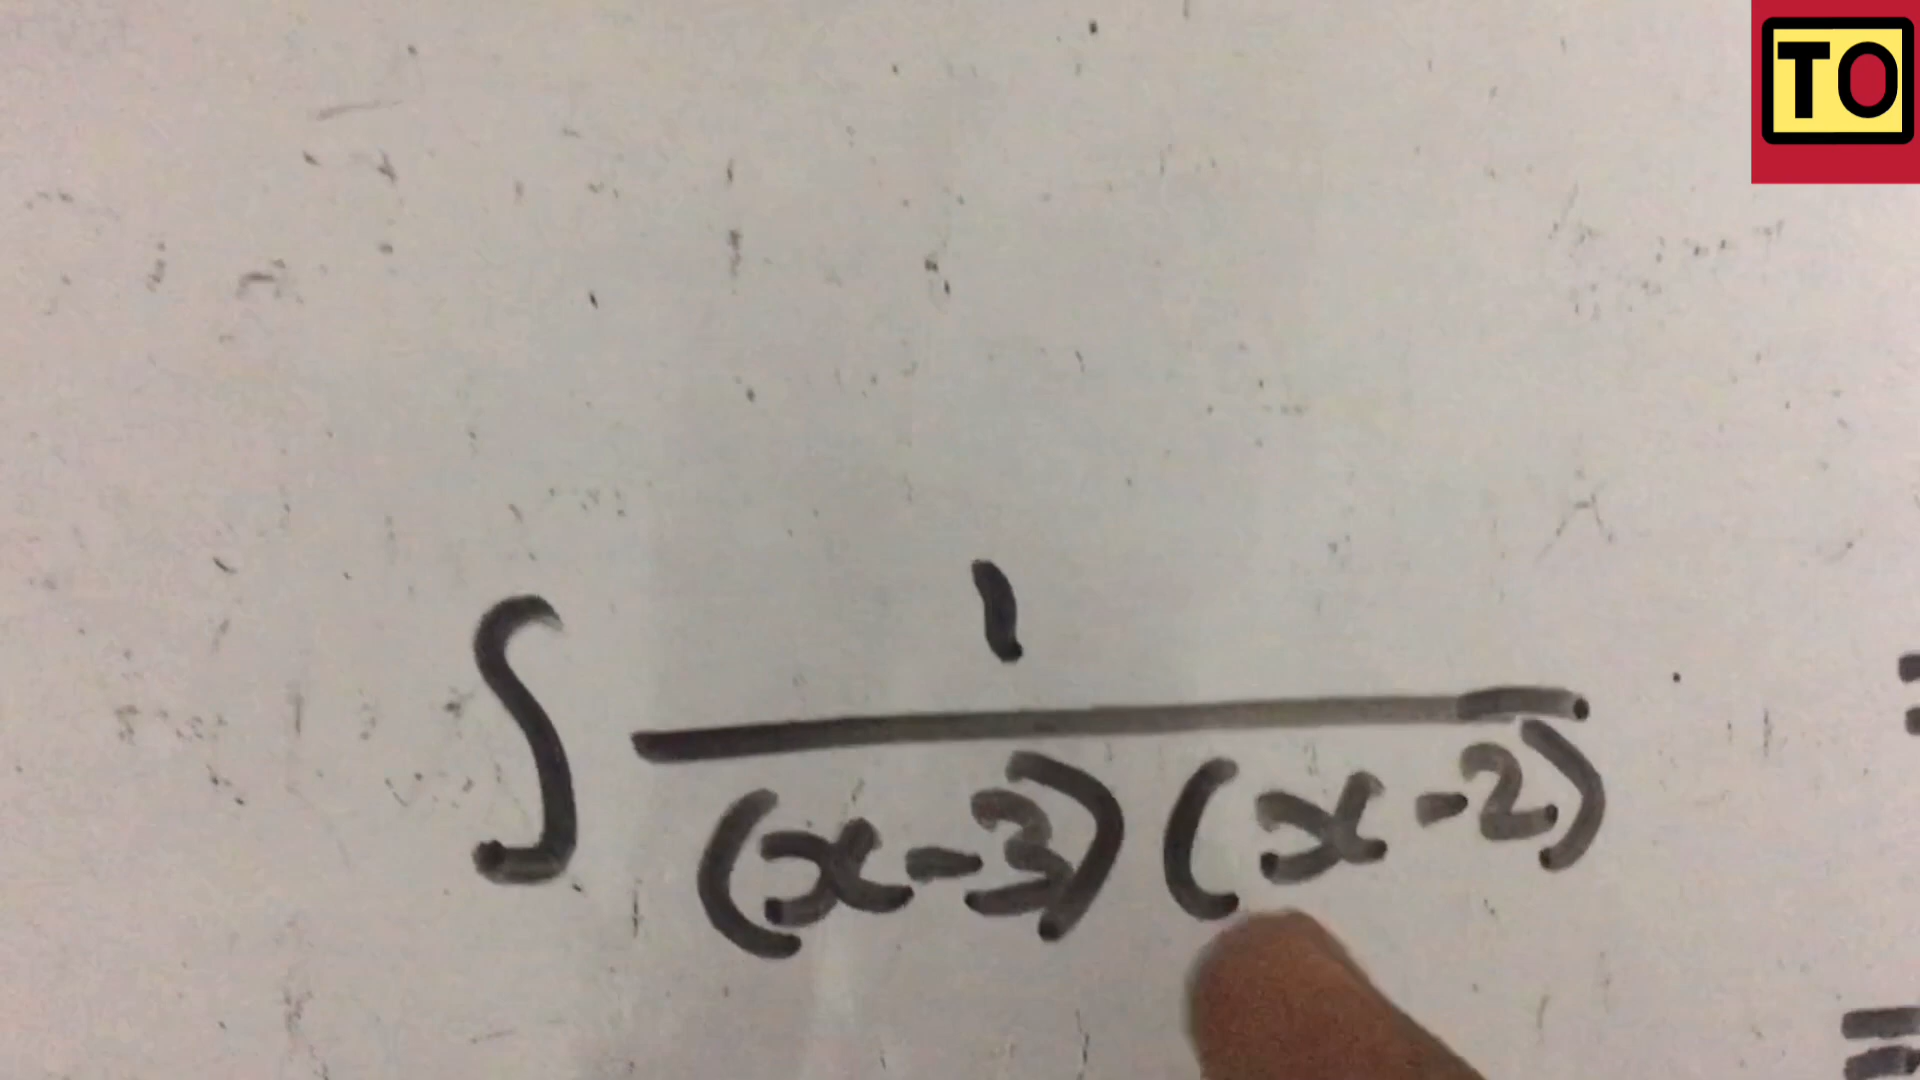 TO
∫ 1 / (x-3)(x-2)
=
=